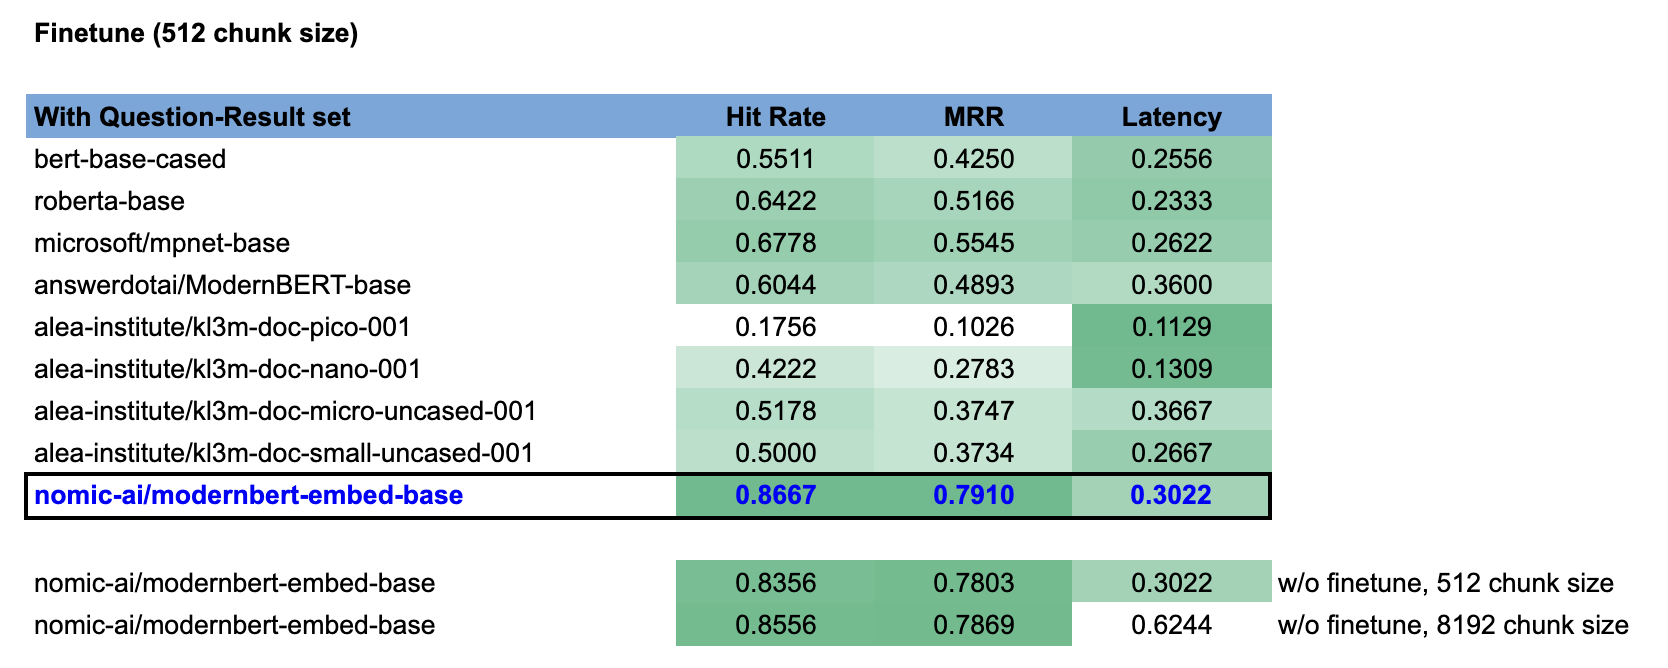 Finetune (512 chunk size)
With Question-Result set Hit Rate MRR Latency
bert-base-cased 0.5511 0.4250 0.2556
roberta-base 0.6422 0.5166 0.2333
microsoft/mpnet-base 0.6778 0.5545 0.2622
answerdotai/ModernBERT-base 0.6044 0.4893 0.3600
alea-institute/kl3m-doc-pico-001 0.1756 0.1026 0.1129
alea-institute/kl3m-doc-nano-001 0.4222 0.2783 0.1309
alea-institute/kl3m-doc-micro-uncased-001 0.5178 0.3747 0.3667
alea-institute/kl3m-doc-small-uncased-001 0.5000 0.3734 0.2667
nomic-ai/modernbert-embed-base 0.8667 0.7910 0.3022
nomic-ai/modernbert-embed-base 0.8356 0.7803 0.3022 w/o finetune, 512 chunk size
nomic-ai/modernbert-embed-base 0.8556 0.7869 0.6244 w/o finetune, 8192 chunk size